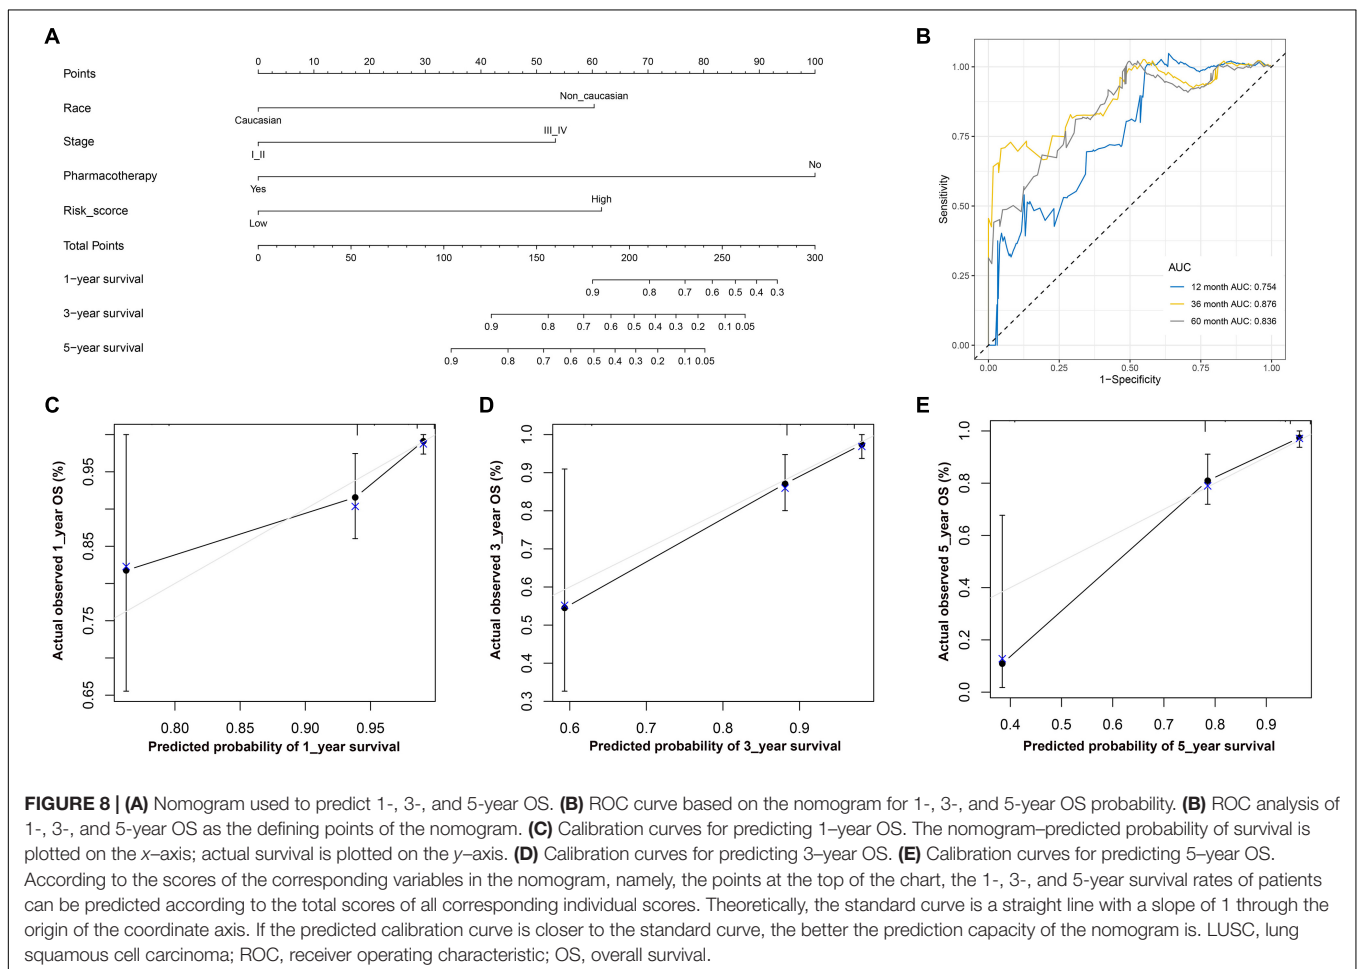 A
Points
0 10 20 30 40 50 60 70 80 90 100
Race
Non_caucasian
Caucasian
Stage
III_IV
I_II
Pharmacotherapy
No
Yes
Risk_scorce
High
Low
Total Points
0 50 100 150 200 250 300
1−year survival
0.9 0.8 0.7 0.6 0.5 0.4 0.3
3−year survival
0.9 0.8 0.7 0.6 0.5 0.4 0.3 0.2 0.1 0.05
5−year survival
0.9 0.8 0.7 0.6 0.5 0.4 0.3 0.2 0.1 0.05
B
Sensitivity
1.00
0.75
0.50
0.25
0.00
AUC
12 month AUC: 0.754
36 month AUC: 0.876
60 month AUC: 0.836
0.00 0.25 0.50 0.75 1.00
1−Specificity
C
Actual observed 1_year OS (%)
0.95
0.85
0.75
0.65
0.80 0.85 0.90 0.95
Predicted probability of 1_year survival
D
Actual observed 3_year OS (%)
1.0
0.9
0.8
0.7
0.6
0.5
0.4
0.3
0.6 0.7 0.8 0.9
Predicted probability of 3_year survival
E
Actual observed 5_year OS (%)
1.0
0.8
0.6
0.4
0.2
0.0
0.4 0.5 0.6 0.7 0.8 0.9
Predicted probability of 5_year survival
FIGURE 8 | (A) Nomogram used to predict 1-, 3-, and 5-year OS. (B) ROC curve based on the nomogram for 1-, 3-, and 5-year OS probability. (B) ROC analysis of
1-, 3-, and 5-year OS as the defining points of the nomogram. (C) Calibration curves for predicting 1–year OS. The nomogram–predicted probability of survival is
plotted on the x–axis; actual survival is plotted on the y–axis. (D) Calibration curves for predicting 3–year OS. (E) Calibration curves for predicting 5–year OS.
According to the scores of the corresponding variables in the nomogram, namely, the points at the top of the chart, the 1-, 3-, and 5-year survival rates of patients
can be predicted according to the total scores of all corresponding individual scores. Theoretically, the standard curve is a straight line with a slope of 1 through the
origin of the coordinate axis. If the predicted calibration curve is closer to the standard curve, the better the prediction capacity of the nomogram is. LUSC, lung
squamous cell carcinoma; ROC, receiver operating characteristic; OS, overall survival.